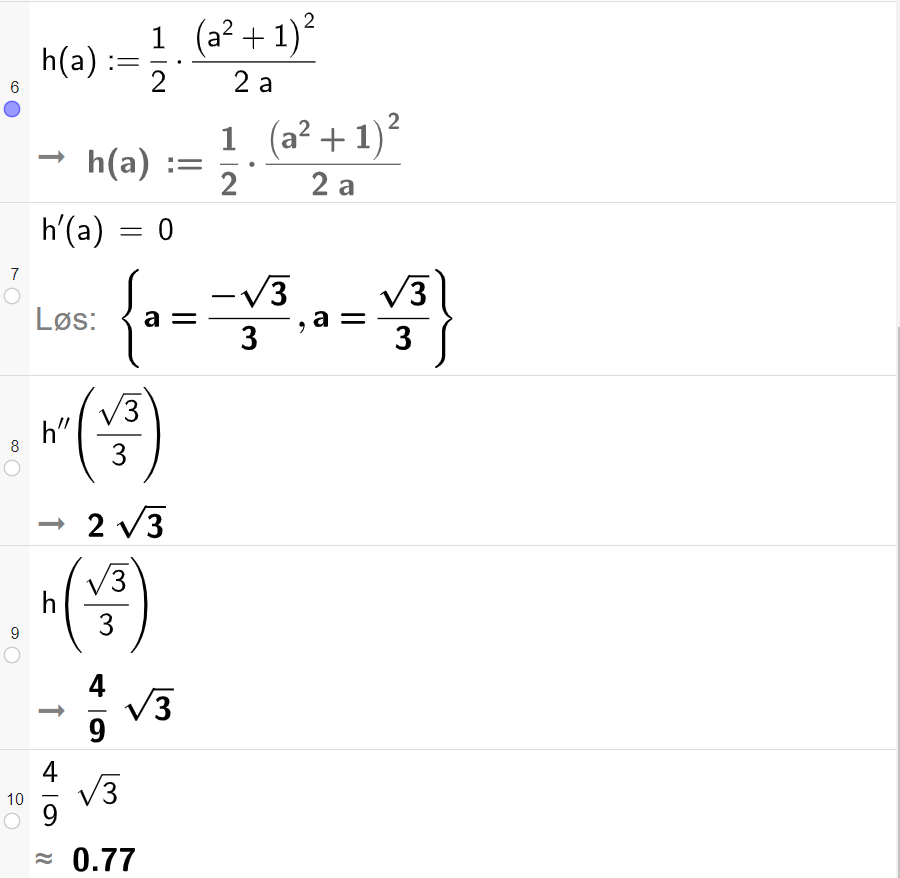 6 h(a) := 1/2 · (a² + 1)²/(2 a)
→ h(a) := 1/2 · (a² + 1)²/(2 a)
7 h′(a) = 0
Løs: {a = −√3/3, a = √3/3}
8 h″(√3/3)
→ 2 √3
9 h(√3/3)
→ 4/9 √3
10 4/9 √3
≈ 0.77